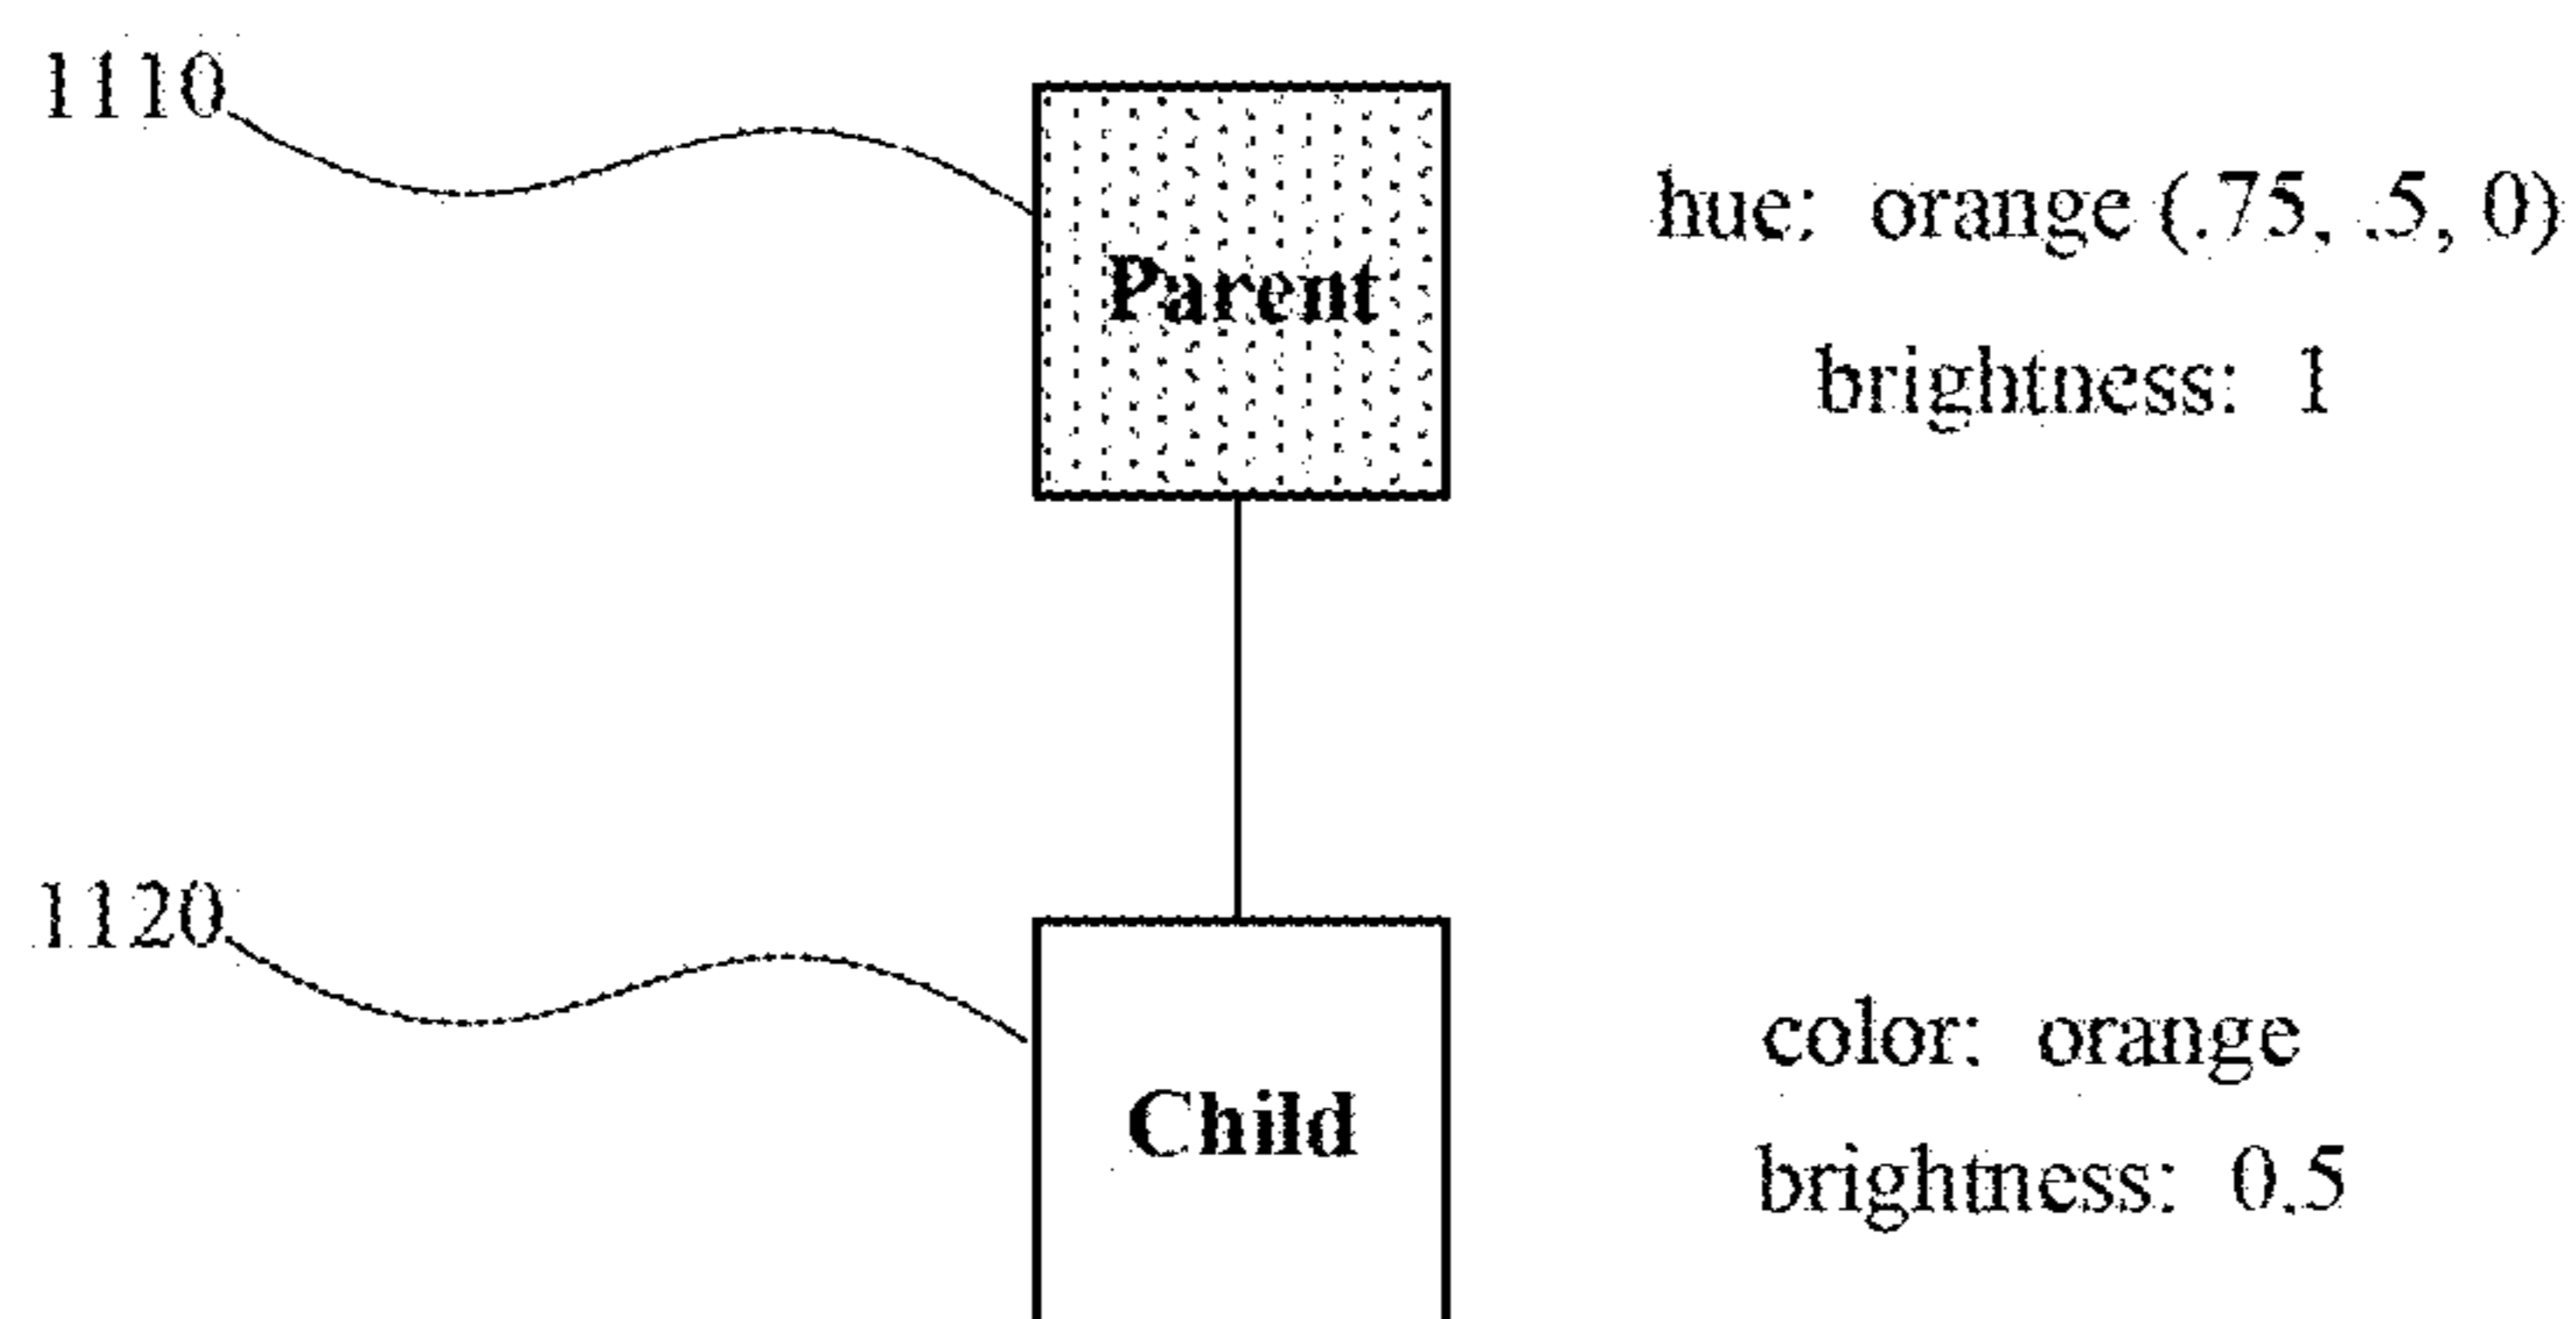 1110
Parent
hue: orange (.75, .5, 0)
brightness: 1
1120
Child
color: orange
brightness: 0.5